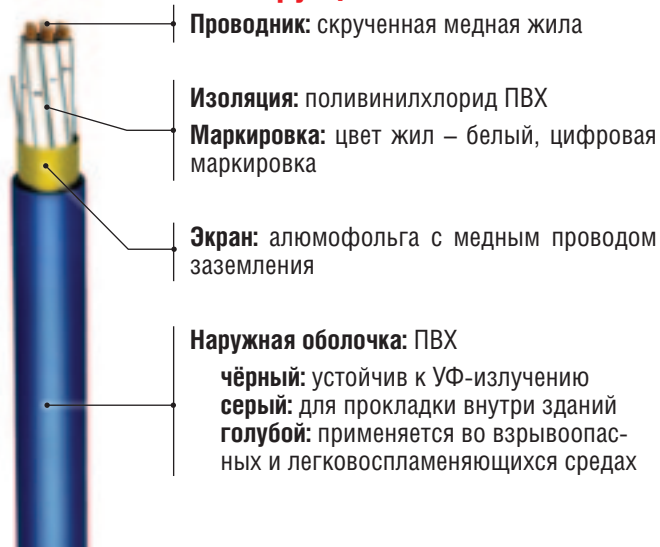 Проводник: скрученная медная жила
Изоляция: поливинилхлорид ПВХ
Маркировка: цвет жил – белый, цифровая
маркировка
Экран: алюмофольга с медным проводом
заземления
Наружная оболочка: ПВХ
чёрный: устойчив к УФ-излучению
серый: для прокладки внутри зданий
голубой: применяется во взрывоопас-
ных и легковоспламеняющихся средах